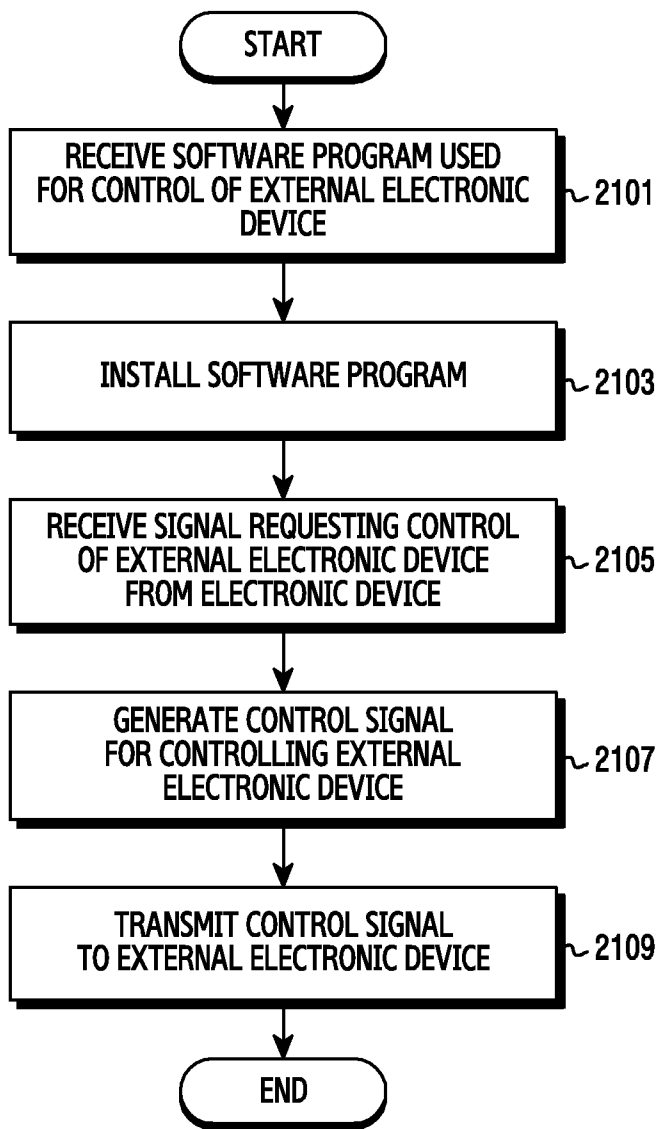 START
RECEIVE SOFTWARE PROGRAM USED
FOR CONTROL OF EXTERNAL ELECTRONIC
DEVICE
2101
INSTALL SOFTWARE PROGRAM
2103
RECEIVE SIGNAL REQUESTING CONTROL
OF EXTERNAL ELECTRONIC DEVICE
FROM ELECTRONIC DEVICE
2105
GENERATE CONTROL SIGNAL
FOR CONTROLLING EXTERNAL
ELECTRONIC DEVICE
2107
TRANSMIT CONTROL SIGNAL
TO EXTERNAL ELECTRONIC DEVICE
2109
END